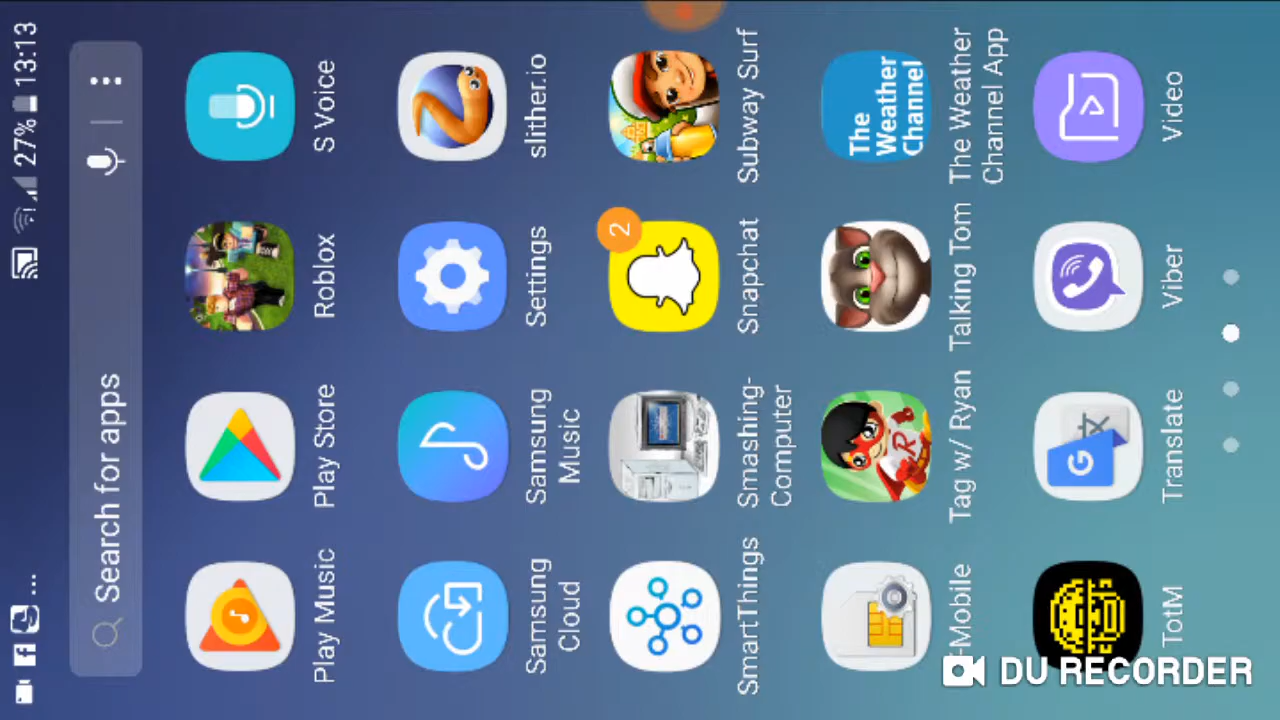 27% 13:13
Search for apps
Play Music
Play Store
Roblox
S Voice
Samsung
Cloud
Samsung
Music
Settings
slither.io
SmartThings
Smashing-
Computer
2
Snapchat
Subway Surf
-Mobile
Tag w/ Ryan
R
Talking Tom
The
Weather
Channel
The Weather
Channel App
TotM
G
Translate
Viber
Video
DU RECORDER